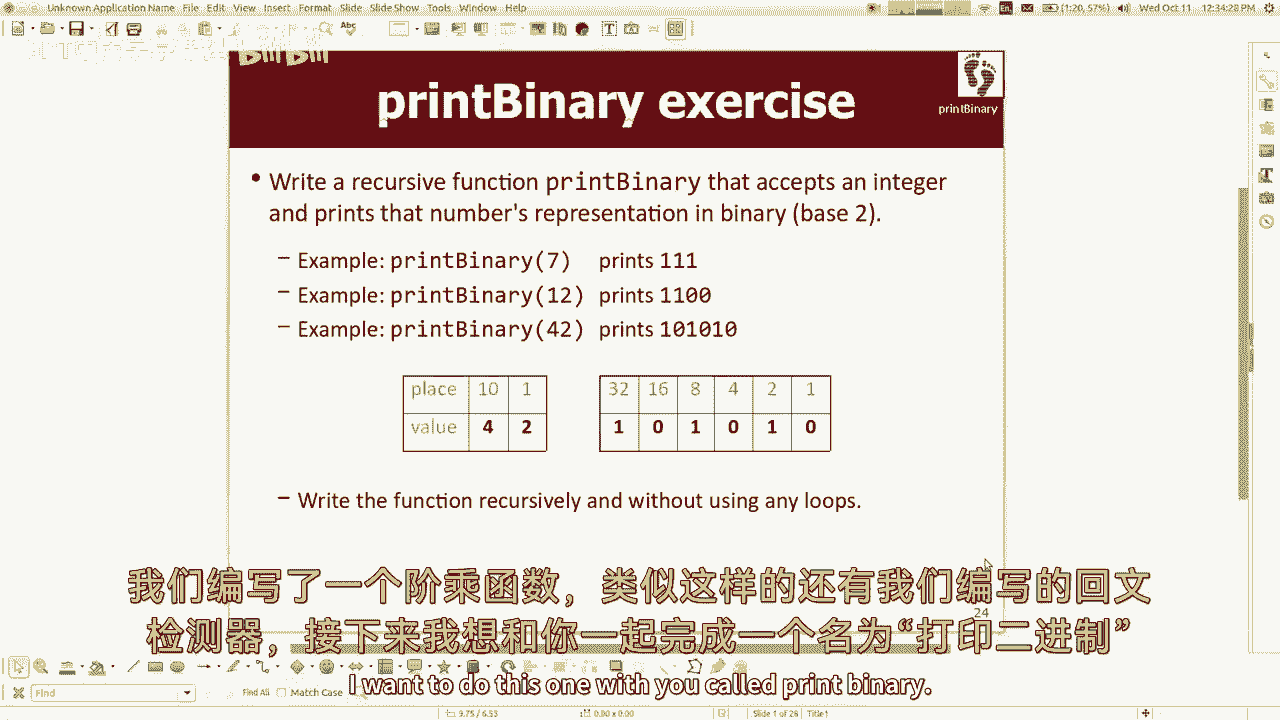 Unknown Application Name File Edit View Insert Format Slide Slide Show Tools Window Help
En (1:20, 57%) Wed Oct 11 12:34:28 PM
printBinary exercise
printBinary
• Write a recursive function printBinary that accepts an integer
and prints that number's representation in binary (base 2).
– Example: printBinary(7) prints 111
– Example: printBinary(12) prints 1100
– Example: printBinary(42) prints 101010
place 10 1 32 16 8 4 2 1
value 4 2 1 0 1 0 1 0
– Write the function recursively and without using any loops.
24
我们编写了一个阶乘函数，类似这样的还有我们编写的回文
检测器，接下来我想和你一起完成一个名为“打印二进制”
I want to do this one with you called print binary.
Find Find All Match Case
9.75 / 6.53 0.00 x 0.00 Slide 1 of 26 Title1